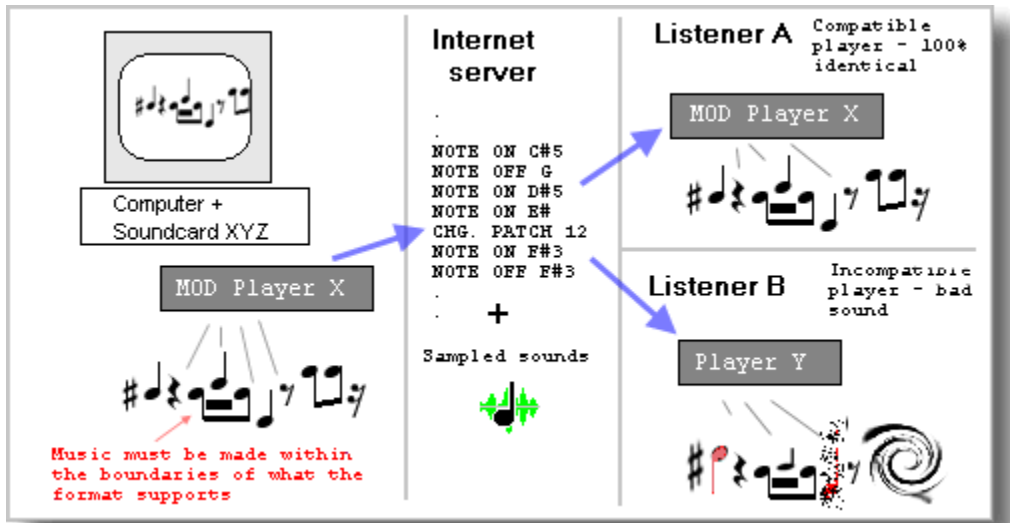 Computer +
Soundcard XYZ
MOD Player X
Music must be made within
the boundaries of what the
format supports
Internet
server
.
.
NOTE ON C#5
NOTE OFF G
NOTE ON D#5
NOTE ON E#
CHG. PATCH 12
NOTE ON F#3
NOTE OFF F#3
.
.
+
Sampled sounds
Listener A
Compatible
player - 100%
identical
MOD Player X
Listener B
Incompatible
player - bad
sound
Player Y